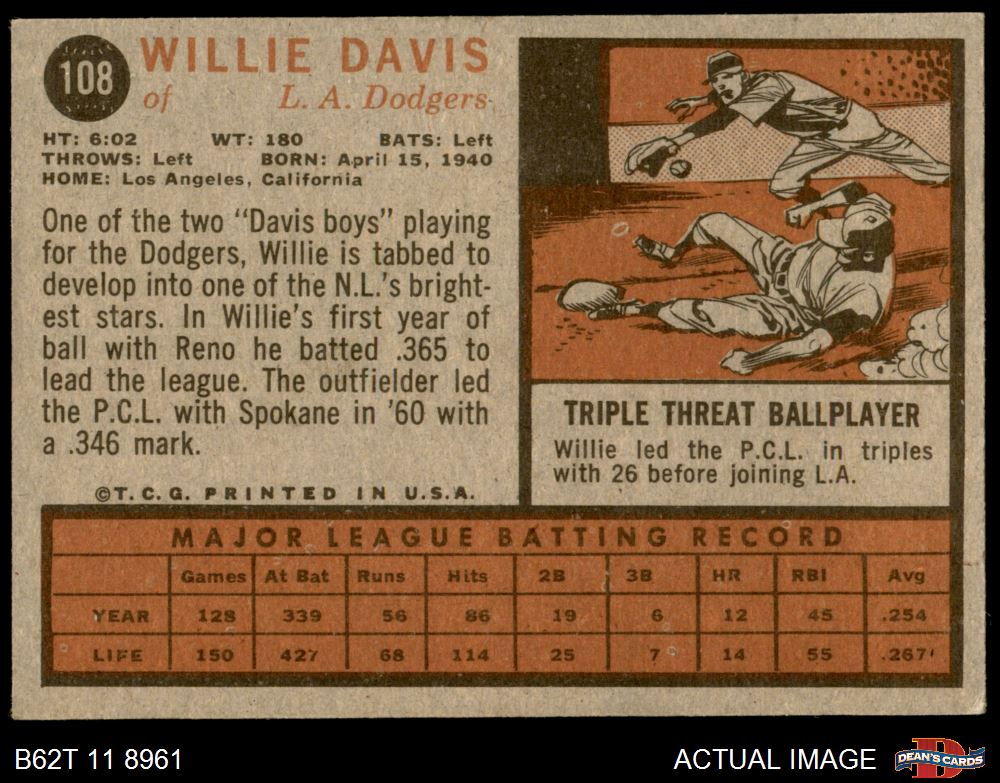 108
WILLIE DAVIS
of L. A. Dodgers
HT: 6:02 WT: 180 BATS: Left
THROWS: Left BORN: April 15, 1940
HOME: Los Angeles, California
One of the two "Davis boys" playing
for the Dodgers, Willie is tabbed to
develop into one of the N.L.'s bright-
est stars. In Willie's first year of
ball with Reno he batted .365 to
lead the league. The outfielder led
the P.C.L. with Spokane in '60 with
a .346 mark.
©T.C.G. PRINTED IN U.S.A.
TRIPLE THREAT BALLPLAYER
Willie led the P.C.L. in triples
with 26 before joining L.A.
MAJOR LEAGUE BATTING RECORD
Games At Bat Runs Hits 2B 3B HR RBI Avg
YEAR 128 339 56 86 19 6 12 45 .254
LIFE 150 427 68 114 25 7 14 55 .267
B62T 11 8961
ACTUAL IMAGE
D
DEAN'S CARDS